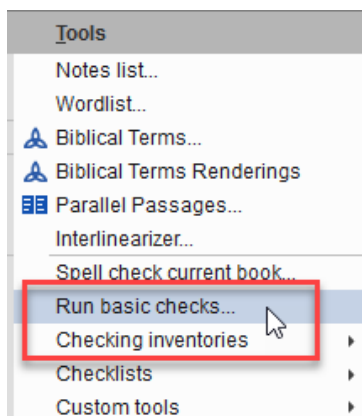 Tools
Notes list...
Wordlist...
Biblical Terms...
Biblical Terms Renderings
Parallel Passages...
Interlinearizer...
Spell check current book...
Run basic checks...
Checking inventories
Checklists
Custom tools